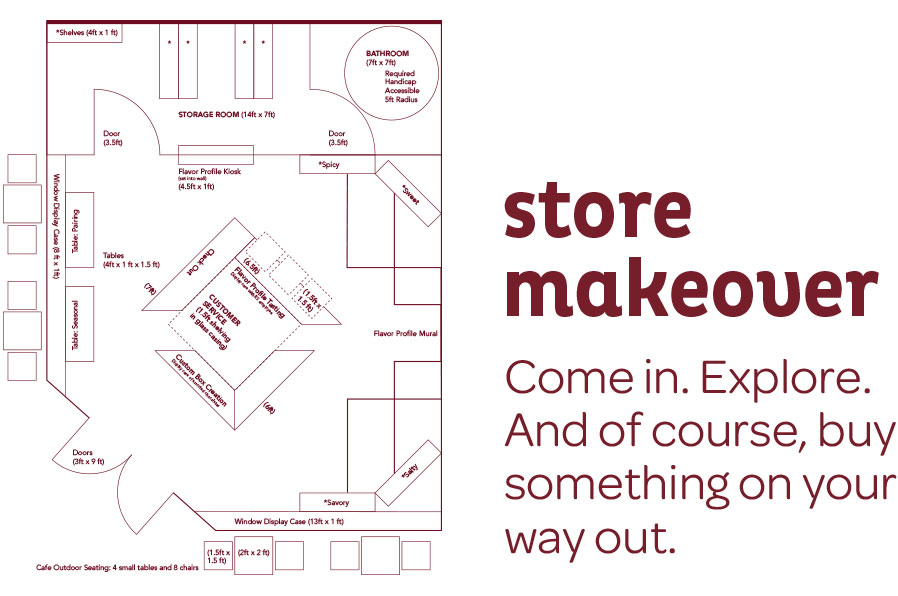 *Shelves (4ft x 1 ft)
*
*
*
*
BATHROOM
(7ft x 7ft)
Required
Handicap
Accessible
5ft Radius
STORAGE ROOM (14ft x 7ft)
Door
(3.5ft)
Door
(3.5ft)
Flavor Profile Kiosk
(set into wall)
(4.5ft x 1ft)
*Spicy
*Sweet
Window Display Case (8 ft x 1ft)
Table: Pairing
Tables
(4ft x 1 ft x 1.5 ft)
Table: Seasonal
Check Out
(7ft)
(6.5ft)
(1.5ft x
1.5 ft)
Flavor Profile Tasting
CUSTOMER
SERVICE
(1.5ft shelving
in glass casing)
Custom Box Creation
(6ft)
Flavor Profile Mural
Doors
(3ft x 9 ft)
*Salty
*Savory
Window Display Case (13ft x 1 ft)
(1.5ft x
1.5 ft)
(2ft x 2 ft)
Cafe Outdoor Seating: 4 small tables and 8 chairs
store
makeover
Come in. Explore.
And of course, buy
something on your
way out.